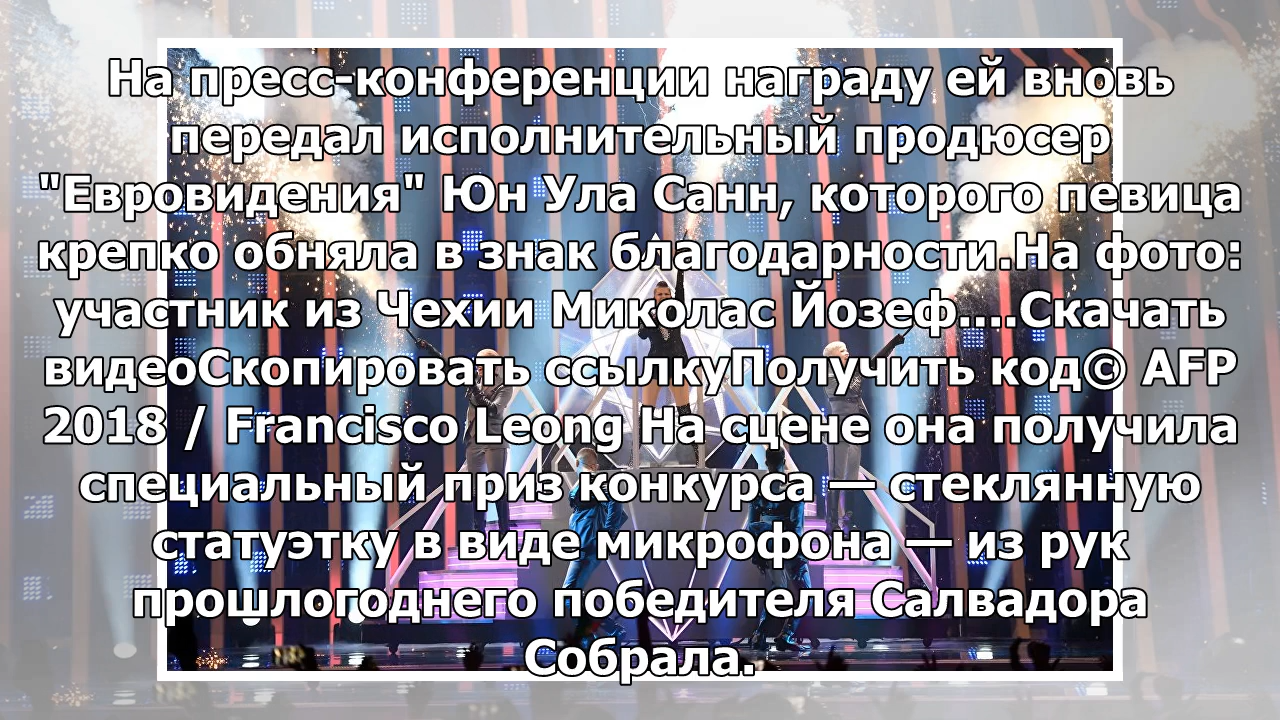 На пресс-конференции награду ей вновь
передал исполнительный продюсер
"Евровидения" Юн Ула Санн, которого певица
крепко обняла в знак благодарности.На фото:
участник из Чехии Миколас Йозеф....Скачать
видеоСкопировать ссылкуПолучить код© AFP
2018 / Francisco Leong На сцене она получила
специальный приз конкурса — стеклянную
статуэтку в виде микрофона — из рук
прошлогоднего победителя Салвадора
Собрала.